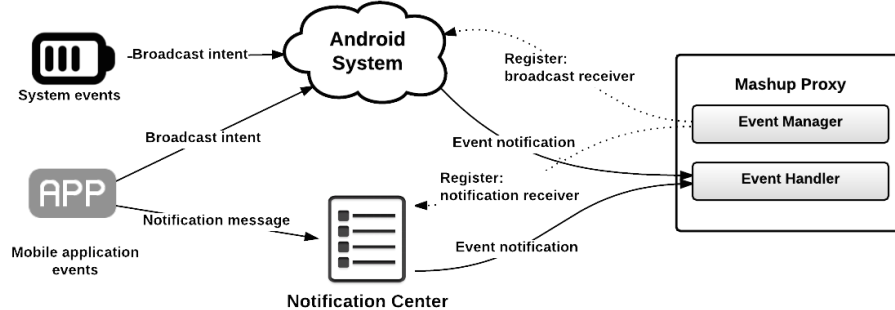 Android
System
Broadcast intent
System events
Register:
broadcast receiver
Mashup Proxy
Event Manager
Broadcast intent
Event notification
APP
Register:
notification receiver
Event Handler
Notification message
Mobile application
events
Event notification
Notification Center